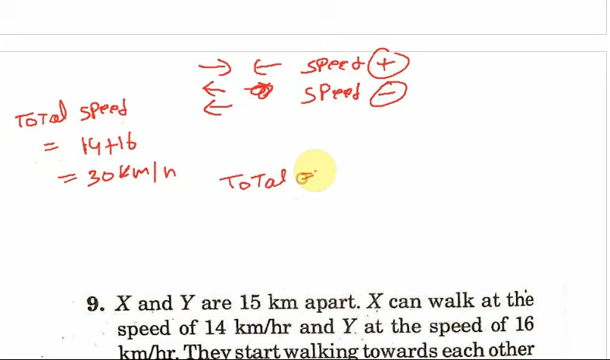 → ← Speed +
← Speed -
←
Total Speed
= 14+16
= 30 km/h
Total
9. X and Y are 15 km apart. X can walk at the
speed of 14 km/hr and Y at the speed of 16
km/hr. They start walking towards each other